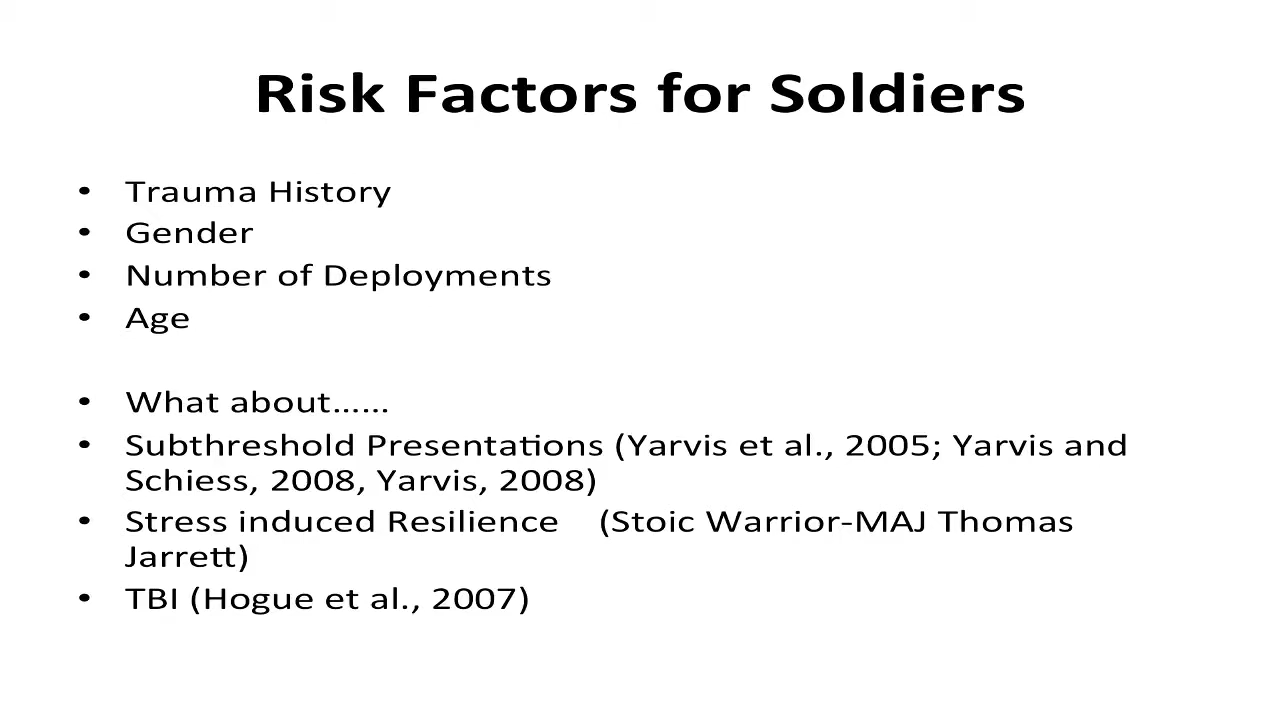 Risk Factors for Soldiers
• Trauma History
• Gender
• Number of Deployments
• Age
• What about......
• Subthreshold Presentations (Yarvis et al., 2005; Yarvis and
Schiess, 2008, Yarvis, 2008)
• Stress induced Resilience (Stoic Warrior-MAJ Thomas
Jarrett)
• TBI (Hogue et al., 2007)